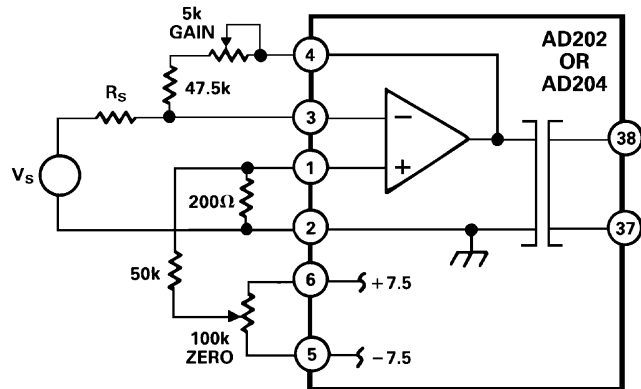 5k
GAIN
4
AD202
OR
AD204
47.5k
RS
3
38
VS
1
200Ω
2
37
50k
6
+7.5
100k
ZERO
5
−7.5
−
+